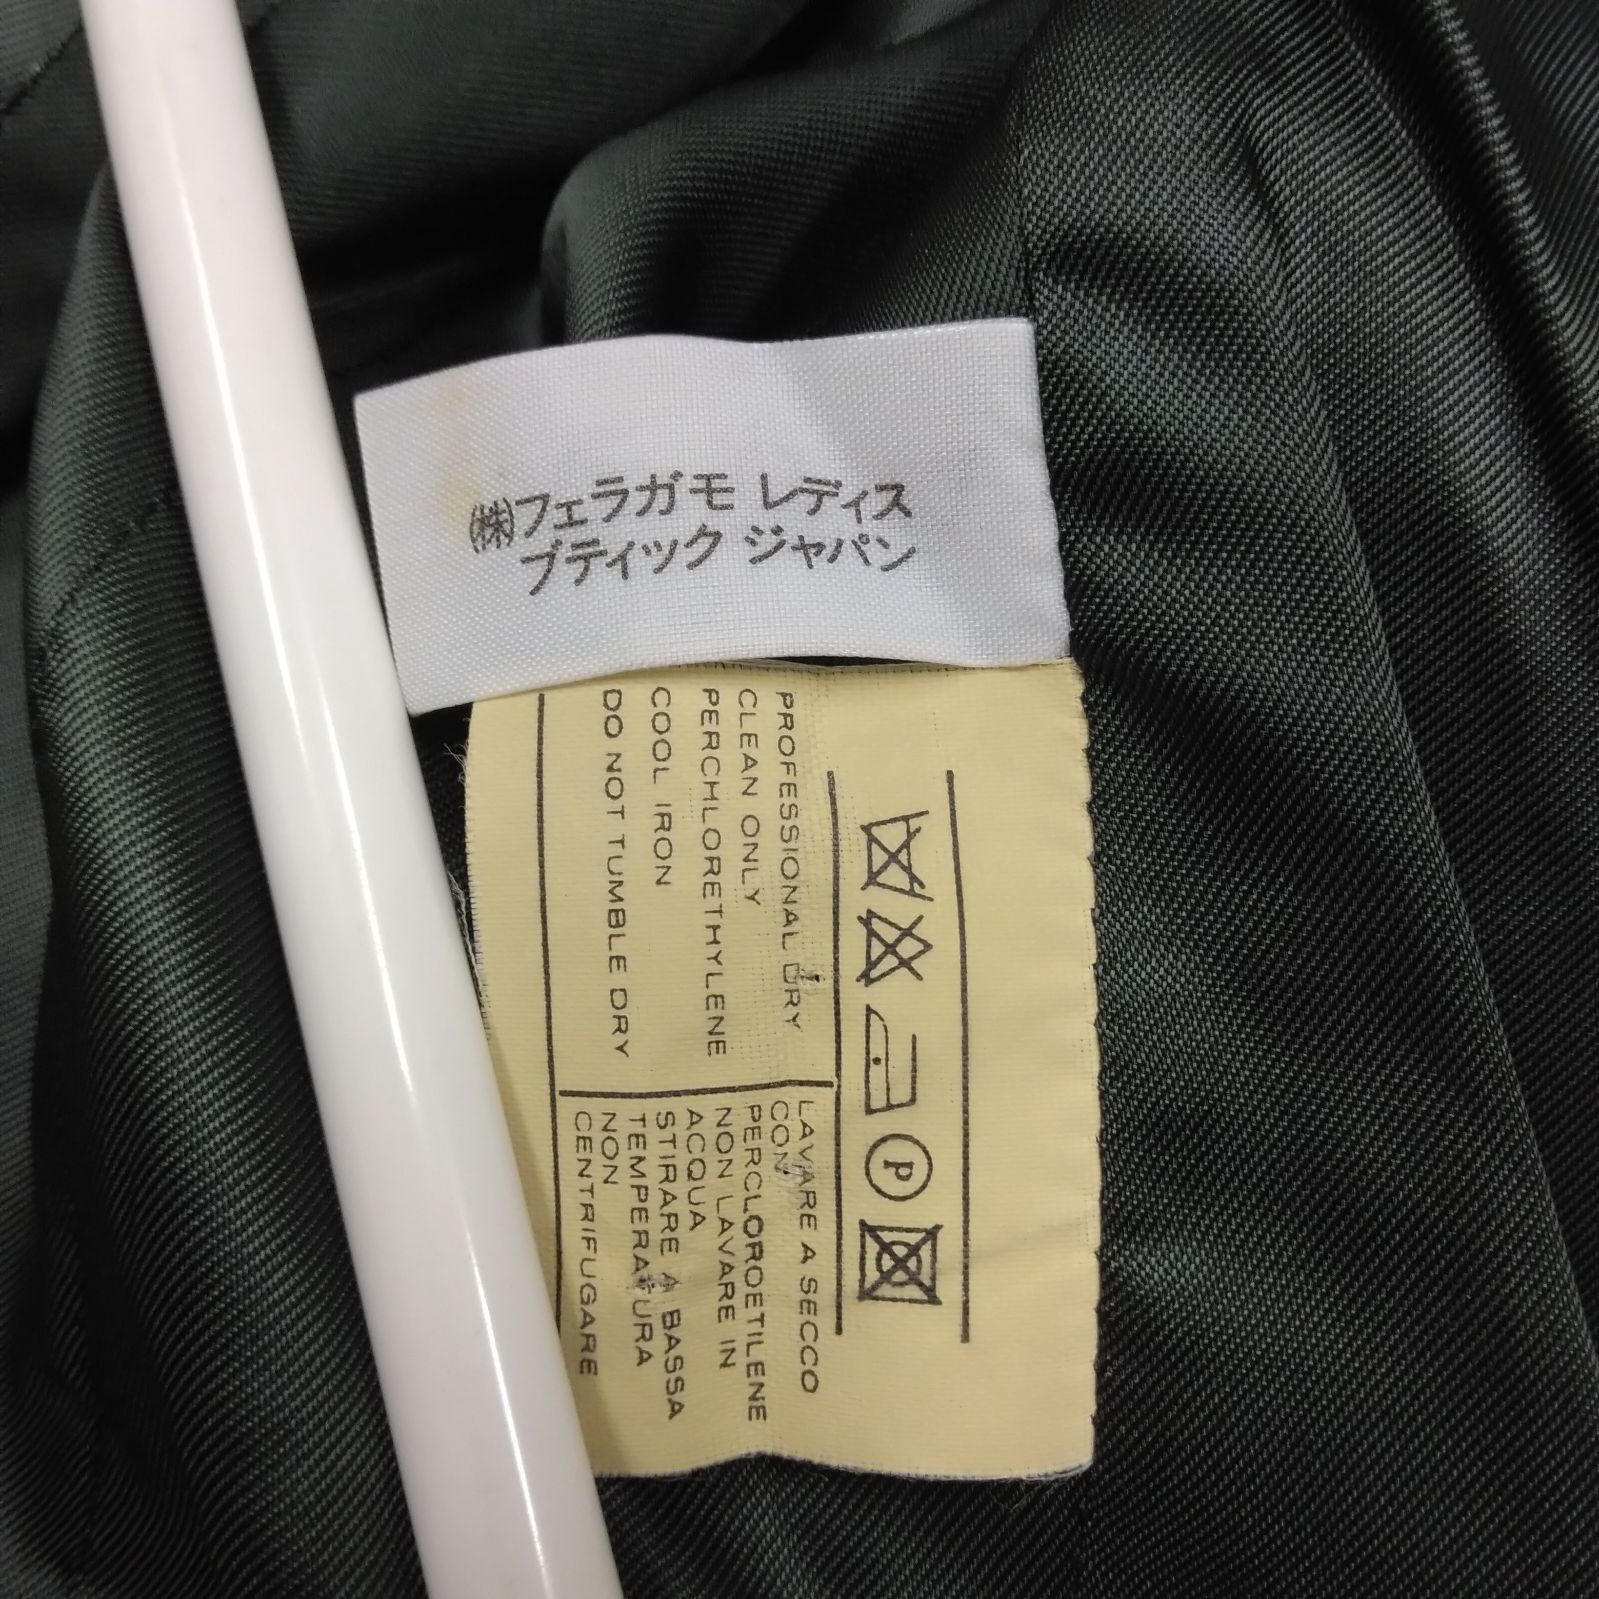 ㈱フェラガモ レディス
ブティック ジャパン
P
PROFESSIONAL DRY
CLEAN ONLY
PERCHLORETHYLENE
COOL IRON
DO NOT TUMBLE DRY
LAVARE A SECCO
CON
PERCLOROETILENE
NON LAVARE IN
ACQUA
STIRARE A BASSA
TEMPERATURA
NON
CENTRIFUGARE